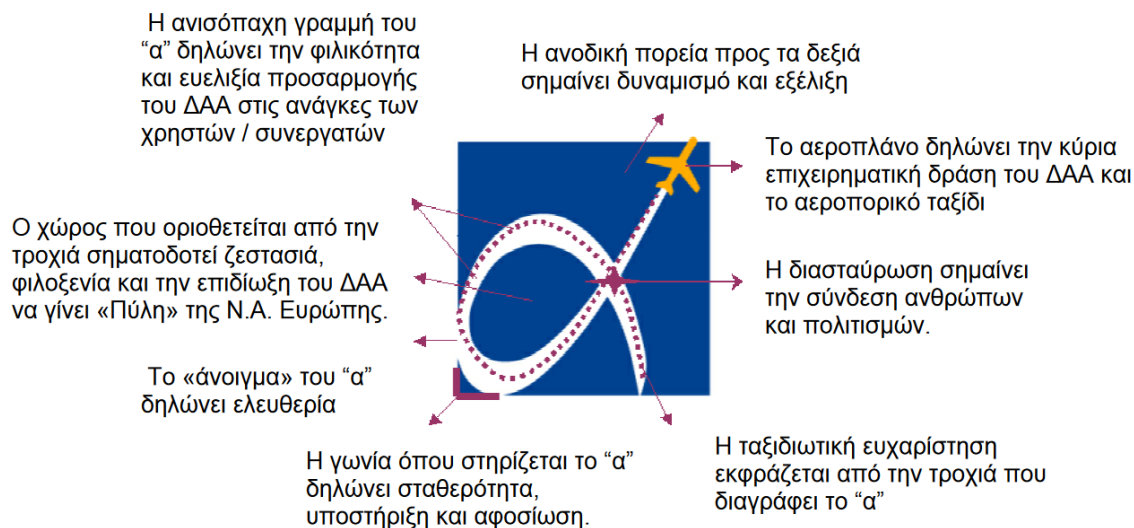 Η ανισόπαχη γραμμή του
“α” δηλώνει την φιλικότητα
και ευελιξία προσαρμογής
του ΔΑΑ στις ανάγκες των
χρηστών / συνεργατών
Η ανοδική πορεία προς τα δεξιά
σημαίνει δυναμισμό και εξέλιξη
Το αεροπλάνο δηλώνει την κύρια
επιχειρηματική δράση του ΔΑΑ και
το αεροπορικό ταξίδι
Ο χώρος που οριοθετείται από την
τροχιά σηματοδοτεί ζεστασιά,
φιλοξενία και την επιδίωξη του ΔΑΑ
να γίνει «Πύλη» της Ν.Α. Ευρώπης.
Η διασταύρωση σημαίνει
την σύνδεση ανθρώπων
και πολιτισμών.
Το «άνοιγμα» του “α”
δηλώνει ελευθερία
Η γωνία όπου στηρίζεται το “α”
δηλώνει σταθερότητα,
υποστήριξη και αφοσίωση.
Η ταξιδιωτική ευχαρίστηση
εκφράζεται από την τροχιά που
διαγράφει το “α”